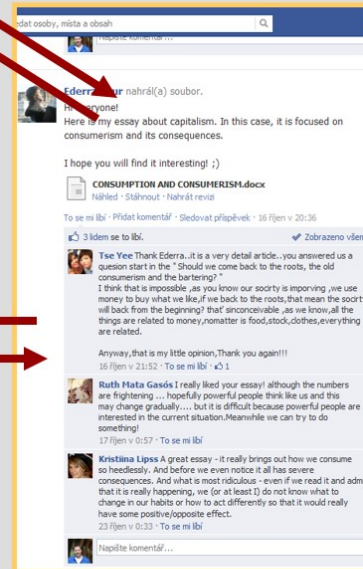 dat osoby, místa a obsah
Napište komentář...
nahrál(a) soubor.
Here is my essay about capitalism. In this case, it is focused on
consumerism and its consequences.
I hope you will find it interesting! ;)
CONSUMPTION AND CONSUMERISM.docx
Náhled · Stáhnout · Nahrát revizi
To se mi líbí · Přidat komentář · Sledovat příspěvek · 16 říjen v 20:36
3 lidem se to líbí.
Zobrazeno všem
Tse Yee Thank Ederra..it is a very detail article..you answered us a
quesion start in the " Should we come back to the roots, the old
consumerism and the bartering? "
I think that is impossible ,as you know our socirty is imporving ,we use
money to buy what we like,if we back to the roots,that mean the socirty
will back from the beginning? that' sinconceivable ,as we know,all the
things are related to money,nomatter is food,stock,clothes,everything
are related.
Anyway,that is my little opinion,Thank you again!!!
16 říjen v 21:52 · To se mi líbí · 1
Ruth Mata Gasós I really liked your essay! although the numbers
are frightening ... hopefully powerful people think like us and this
may change gradually.... but it is difficult because powerful people are
interested in the current situation.Meanwhile we can try to do
something!
17 říjen v 0:57 · To se mi líbí
Kristiina Lipss A great essay - it really brings out how we consume
so heedlessly. And before we even notice it all has severe
consequences. And what is most ridiculous - even if we read it and adm
that it is really happening, we (or at least I) do not know what to
change in our habits or how to act differently so that it would really
have some positive/opposite effect.
23 říjen v 0:33 · To se mi líbí
Napište komentář...